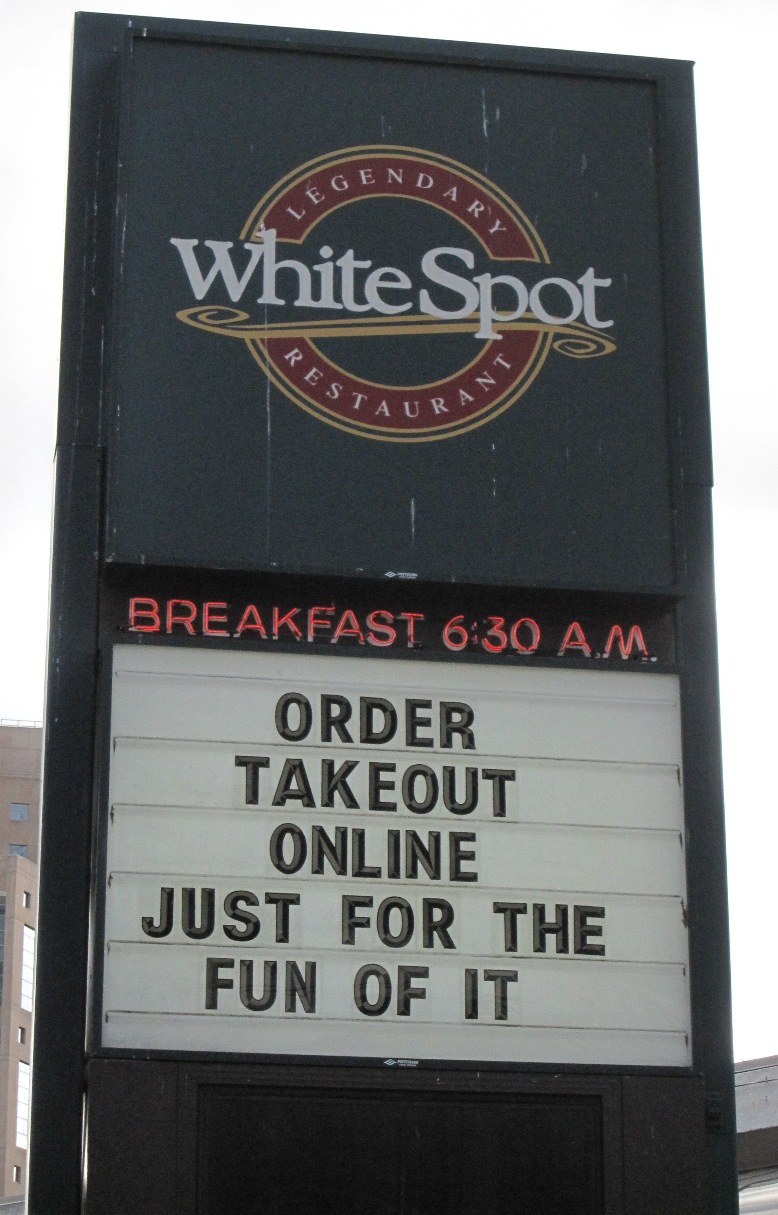 LEGENDARY
White Spot
RESTAURANT
BREAKFAST 6:30 A.M.
ORDER
TAKEOUT
ONLINE
JUST FOR THE
FUN OF IT